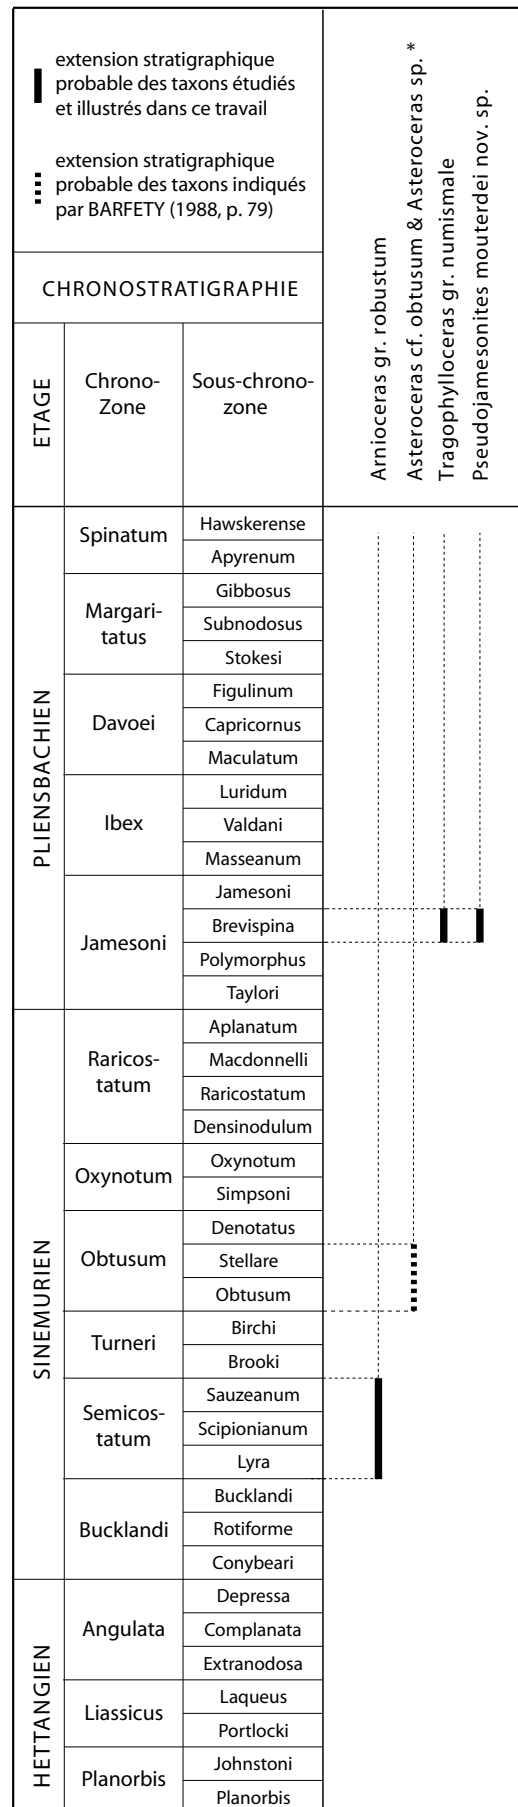 extension stratigraphique
probable des taxons étudiés
et illustrés dans ce travail
extension stratigraphique
probable des taxons indiqués
par BARFETY (1988, p. 79)
CHRONOSTRATIGRAPHIE
ETAGE
Chrono-
Zone
Sous-chrono-
zone
Arnioceras gr. robustum
Asteroceras cf. obtusum & Asteroceras sp. *
Tragophylloceras gr. numismale
Pseudojamesonites mouterdei nov. sp.
PLIENSBACHIEN
Spinatum
Hawskerense
Apyrenum
Margari-
tatus
Gibbosus
Subnodosus
Stokesi
Davoei
Figulinum
Capricornus
Maculatum
Ibex
Luridum
Valdani
Masseanum
Jamesoni
Jamesoni
Brevispina
Polymorphus
Taylori
SINEMURIEN
Raricos-
tatum
Aplanatum
Macdonnelli
Raricostatum
Densinodulum
Oxynotum
Oxynotum
Simpsoni
Obtusum
Denotatus
Stellare
Obtusum
Turneri
Birchi
Brooki
Semicos-
tatum
Sauzeanum
Scipionianum
Lyra
Bucklandi
Bucklandi
Rotiforme
Conybeari
HETTANGIEN
Angulata
Depressa
Complanata
Extranodosa
Liassicus
Laqueus
Portlocki
Planorbis
Johnstoni
Planorbis